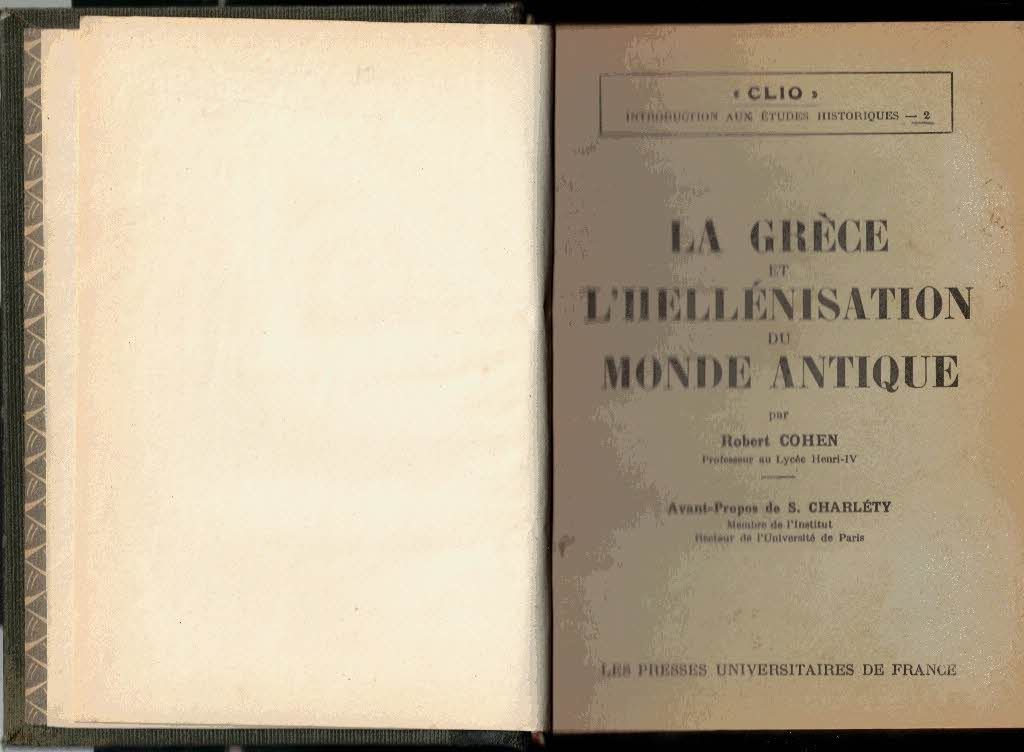 « CLIO »
INTRODUCTION AUX ÉTUDES HISTORIQUES — 2
LA GRÈCE
ET
L'HELLÉNISATION
DU
MONDE ANTIQUE
par
Robert COHEN
Professeur au Lycée Henri-IV
Avant-Propos de S. CHARLÉTY
Membre de l'Institut
Recteur de l'Université de Paris
LES PRESSES UNIVERSITAIRES DE FRANCE